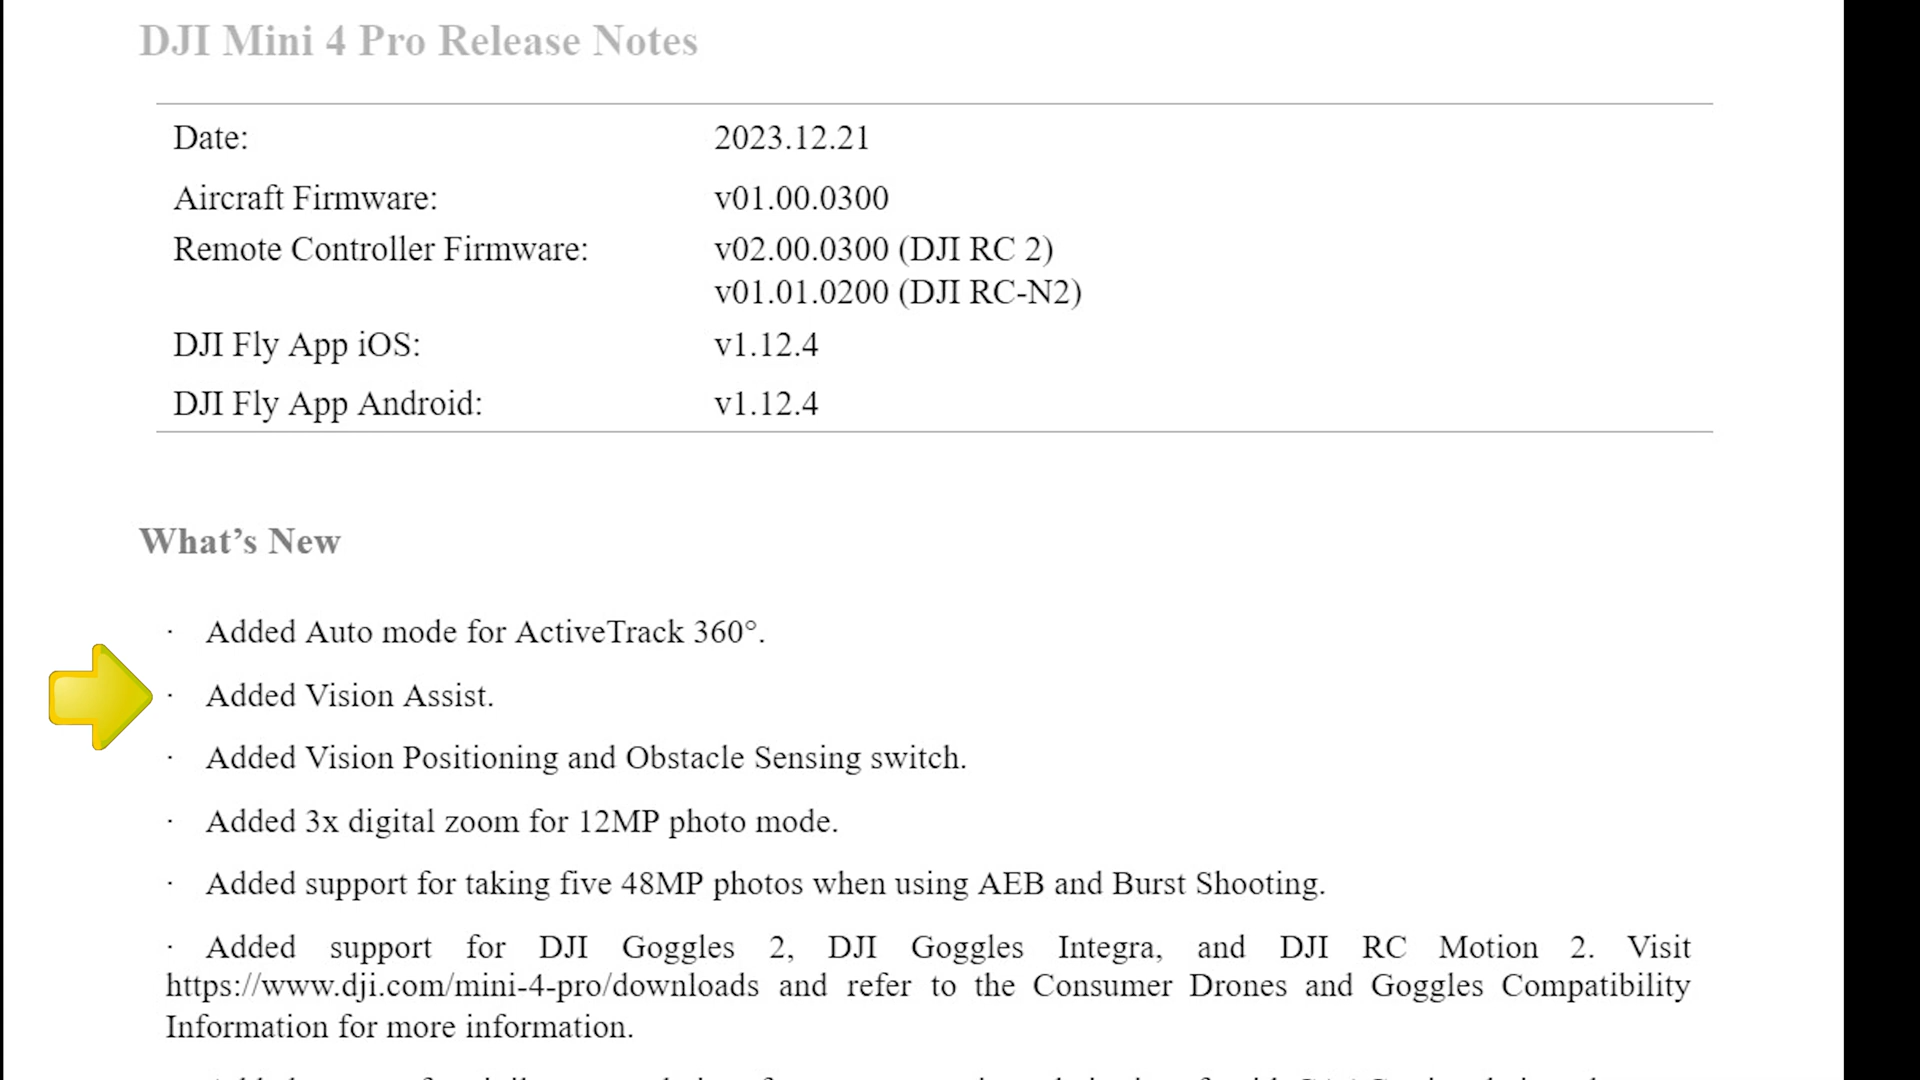 DJI Mini 4 Pro Release Notes
Date: 2023.12.21
Aircraft Firmware: v01.00.0300
Remote Controller Firmware: v02.00.0300 (DJI RC 2)
v01.01.0200 (DJI RC-N2)
DJI Fly App iOS: v1.12.4
DJI Fly App Android: v1.12.4
What’s New
· Added Auto mode for ActiveTrack 360°.
· Added Vision Assist.
· Added Vision Positioning and Obstacle Sensing switch.
· Added 3x digital zoom for 12MP photo mode.
· Added support for taking five 48MP photos when using AEB and Burst Shooting.
· Added support for DJI Goggles 2, DJI Goggles Integra, and DJI RC Motion 2. Visit
https://www.dji.com/mini-4-pro/downloads and refer to the Consumer Drones and Goggles Compatibility
Information for more information.